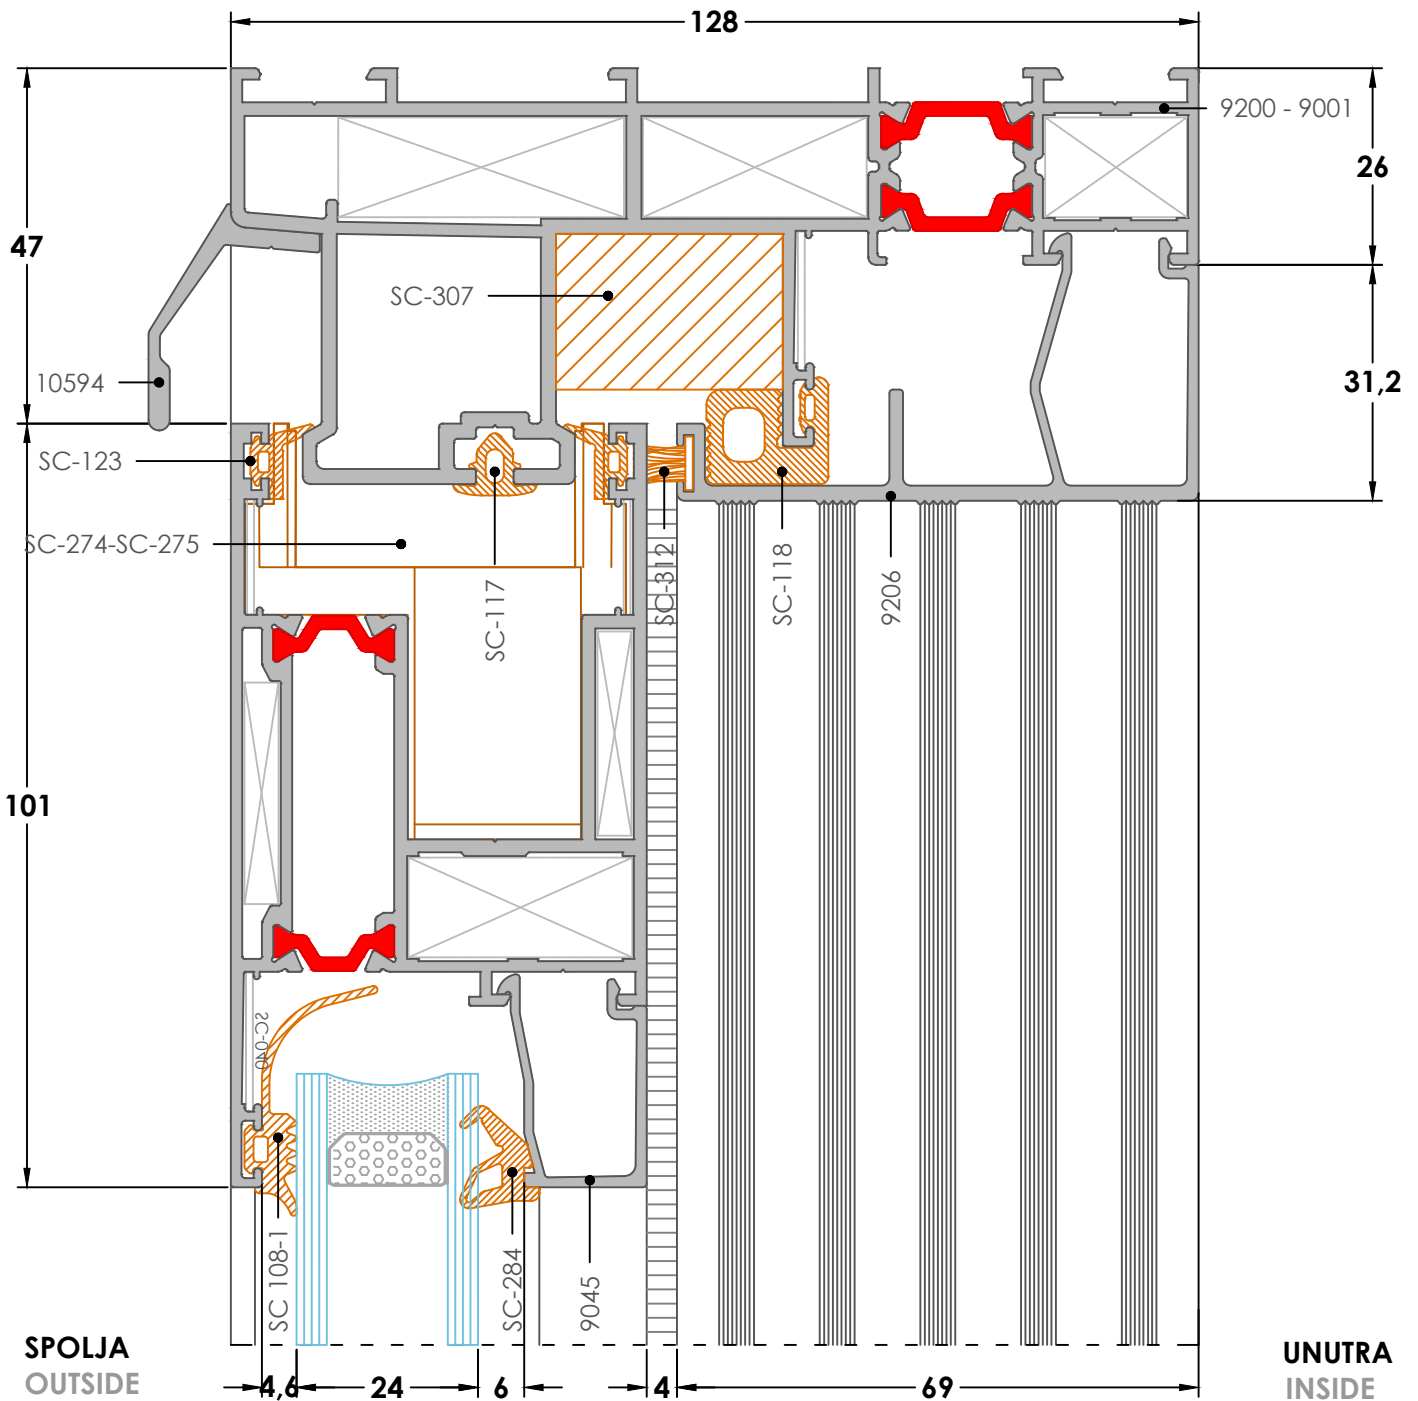 128
9200 - 9001
26
47
SC-307
31,2
10594
SC-123
SC-274-SC-275
SC-117
SC-312
SC-118
9206
101
SC-040
SC 108-1
SC-284
9045
SPOLJA
OUTSIDE
UNUTRA
INSIDE
4,6
24
6
4
69